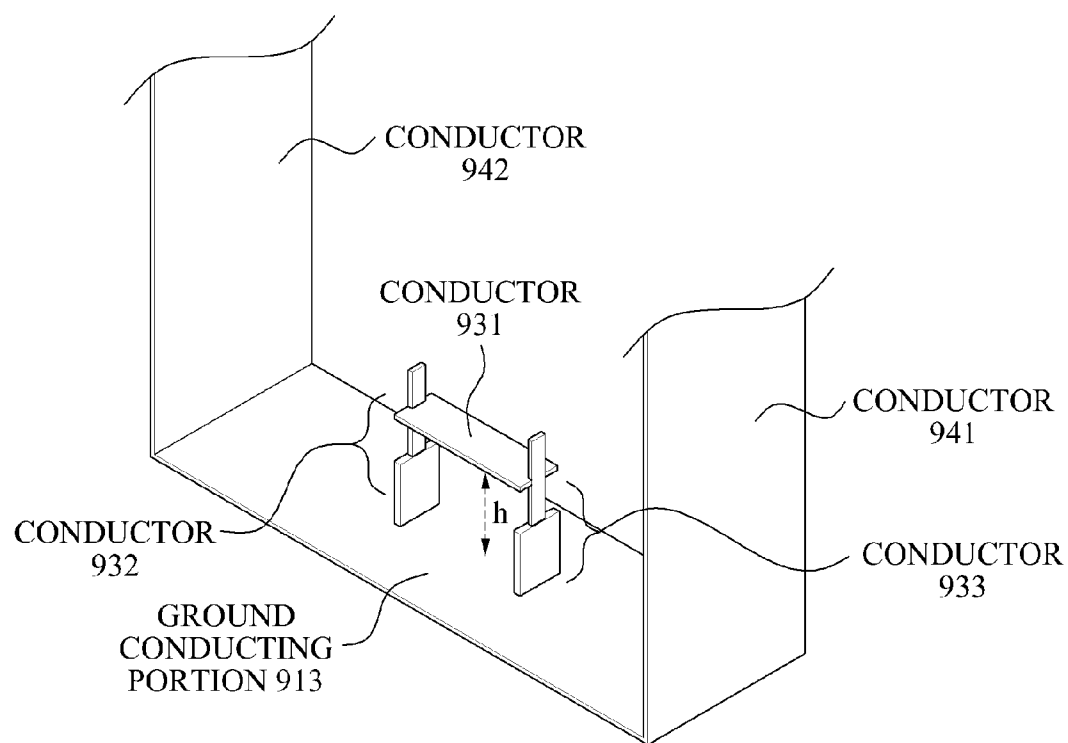 CONDUCTOR
942
CONDUCTOR
931
CONDUCTOR
941
h
CONDUCTOR
932
CONDUCTOR
933
GROUND
CONDUCTING
PORTION 913